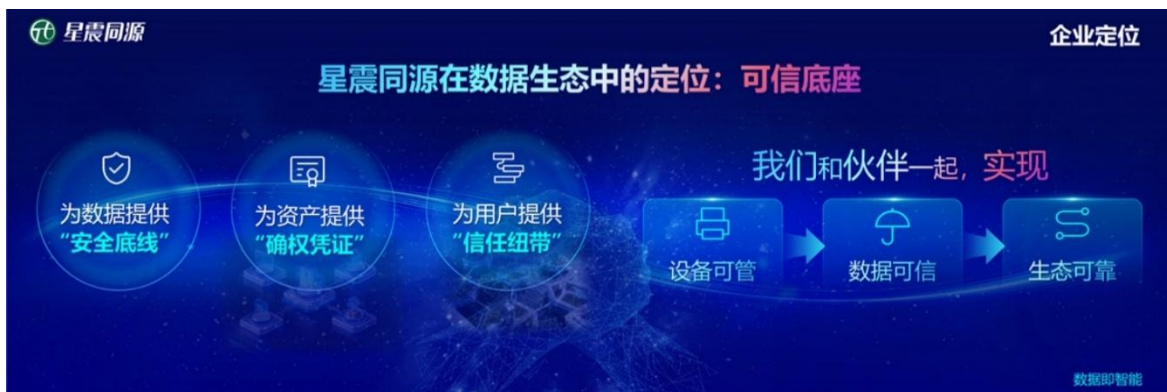 星震同源
企业定位
星震同源在数据生态中的定位：可信底座
为数据提供
“安全底线”
为资产提供
“确权凭证”
为用户提供
“信任纽带”
我们和伙伴一起，实现
设备可管
数据可信
生态可靠
数据即智能